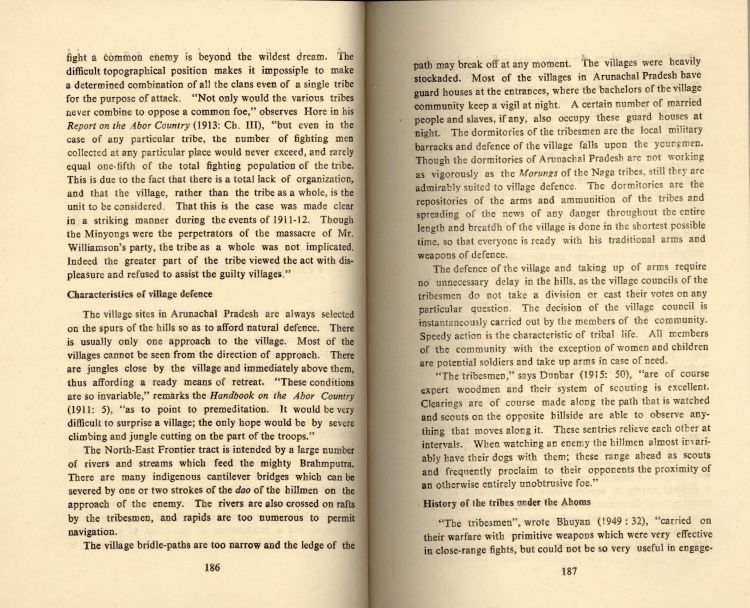 fight a common enemy is beyond the wildest dream. The
difficult topographical position makes it impossiple to make
a determined combination of all the clans even of a single tribe
for the purpose of attack. “Not only would the various tribes
never combine to oppose a common foe,” observes Hore in his
Report on the Abor Country (1913: Ch. III), “but even in the
case of any particular tribe, the number of fighting men
collected at any particular place would never exceed, and rarely
equal one-fifth of the total fighting population of the tribe.
This is due to the fact that there is a total lack of organization,
and that the village, rather than the tribe as a whole, is the
unit to be considered. That this is the case was made clear
in a striking manner during the events of 1911-12. Though
the Minyongs were the perpetrators of the massacre of Mr.
Williamson's party, the tribe as a whole was not implicated.
Indeed the greater part of the tribe viewed the act with dis-
pleasure and refused to assist the guilty villages.”
Characteristics of village defence
The village sites in Arunachal Pradesh are always selected
on the spurs of the hills so as to afford natural defence. There
is usually only one approach to the village. Most of the
villages cannot be seen from the direction of approach. There
are jungles close by the village and immediately above them,
thus affording a ready means of retreat. “These conditions
are so invariable,” remarks the Handbook on the Abor Country
(1911: 5), “as to point to premeditation. It would be very
difficult to surprise a village; the only hope would be by severe
climbing and jungle cutting on the part of the troops.”
The North-East Frontier tract is intended by a large number
of rivers and streams which feed the mighty Brahmputra.
There are many indigenous cantilever bridges which can be
severed by one or two strokes of the dao of the hillmen on the
approach of the enemy. The rivers are also crossed on rafts
by the tribesmen, and rapids are too numerous to permit
navigation.
The village bridle-paths are too narrow and the ledge of the
186
path may break off at any moment. The villages were heavily
stockaded. Most of the villages in Arunachal Pradesh have
guard houses at the entrances, where the bachelors of the village
community keep a vigil at night. A certain number of married
people and slaves, if any, also occupy these guard houses at
night. The dormitories of the tribesmen are the local military
barracks and defence of the village falls upon the youngmen.
Though the dormitories of Arunachal Pradesh are not working
as vigorously as the Morungs of the Naga tribes, still they are
admirably suited to village defence. The dormitories are the
repositories of the arms and ammunition of the tribes and
spreading of the news of any danger throughout the entire
length and breadth of the village is done in the shortest possible
time, so that everyone is ready with his traditional arms and
weapons of defence.
The defence of the village and taking up of arms require
no unnecessary delay in the hills, as the village councils of the
tribesmen do not take a division or cast their votes on any
particular question. The decision of the village council is
instantaneously carried out by the members of the community.
Speedy action is the characteristic of tribal life. All members
of the community with the exception of women and children
are potential soldiers and take up arms in case of need.
“The tribesmen,” says Dunbar (1915: 50), “are of course
expert woodmen and their system of scouting is excellent.
Clearings are of course made along the path that is watched
and scouts on the opposite hillside are able to observe any-
thing that moves along it. These sentries relieve each other at
intervals. When watching an enemy the hillmen almost invari-
ably have their dogs with them; these range ahead as scouts
and frequently proclaim to their opponents the proximity of
an otherwise entirely unobtrusive foe.”
History of the tribes under the Ahoms
“The tribesmen”, wrote Bhuyan (1949 : 32), “carried on
their warfare with primitive weapons which were very effective
in close-range fights, but could not be so very useful in engage-
187